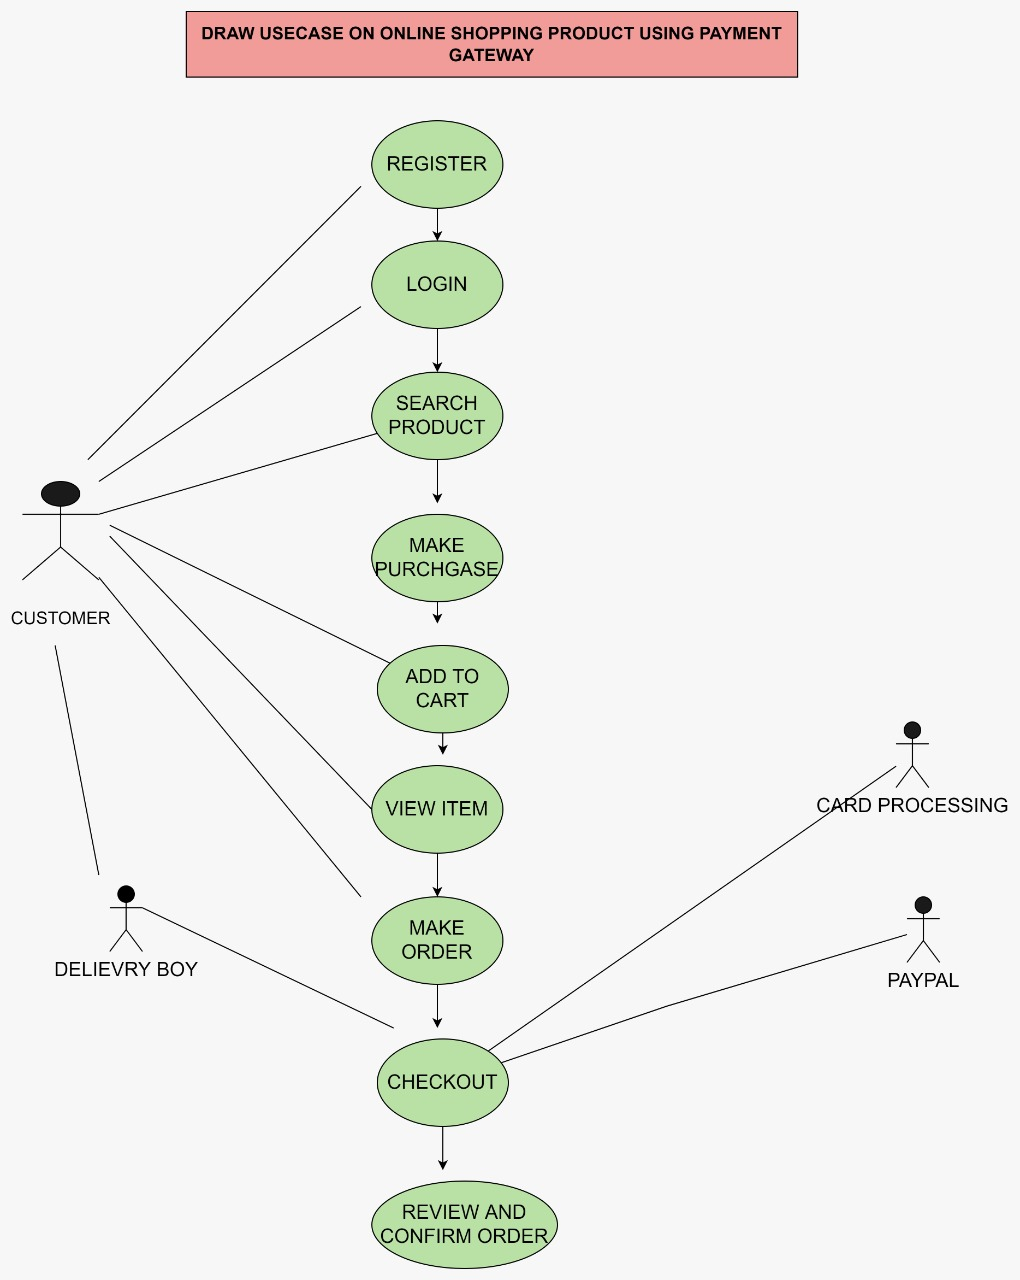 DRAW USECASE ON ONLINE SHOPPING PRODUCT USING PAYMENT
GATEWAY
REGISTER
LOGIN
SEARCH
PRODUCT
MAKE
PURCHGASE
CUSTOMER
ADD TO
CART
VIEW ITEM
CARD PROCESSING
MAKE
ORDER
DELIEVRY BOY
PAYPAL
CHECKOUT
REVIEW AND
CONFIRM ORDER